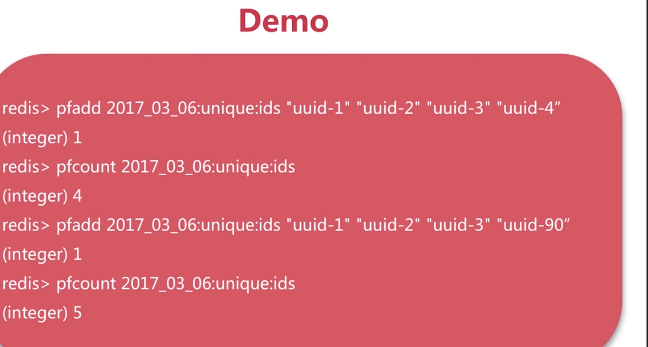 Demo
redis> pfadd 2017_03_06:unique:ids "uuid-1" "uuid-2" "uuid-3" "uuid-4”
(integer) 1
redis> pfcount 2017_03_06:unique:ids
(integer) 4
redis> pfadd 2017_03_06:unique:ids "uuid-1" "uuid-2" "uuid-3" "uuid-90”
(integer) 1
redis> pfcount 2017_03_06:unique:ids
(integer) 5